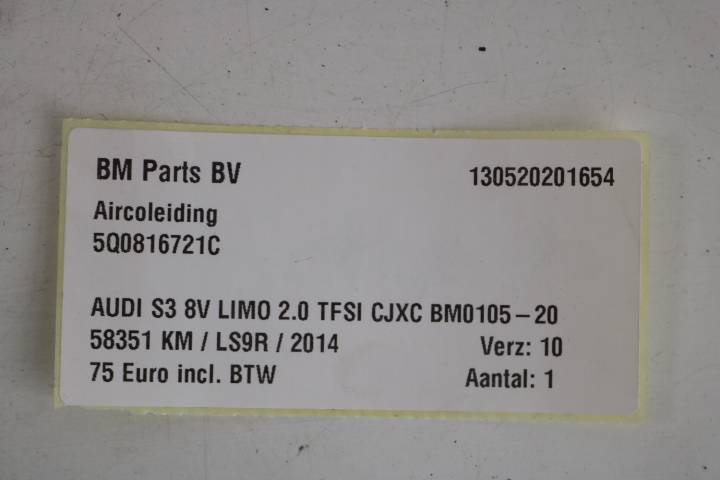 BM Parts BV 130520201654
Aircoleiding
5Q0816721C
AUDI S3 8V LIMO 2.0 TFSI CJXC BM0105-20
58351 KM / LS9R / 2014 Verz: 10
75 Euro incl. BTW Aantal: 1